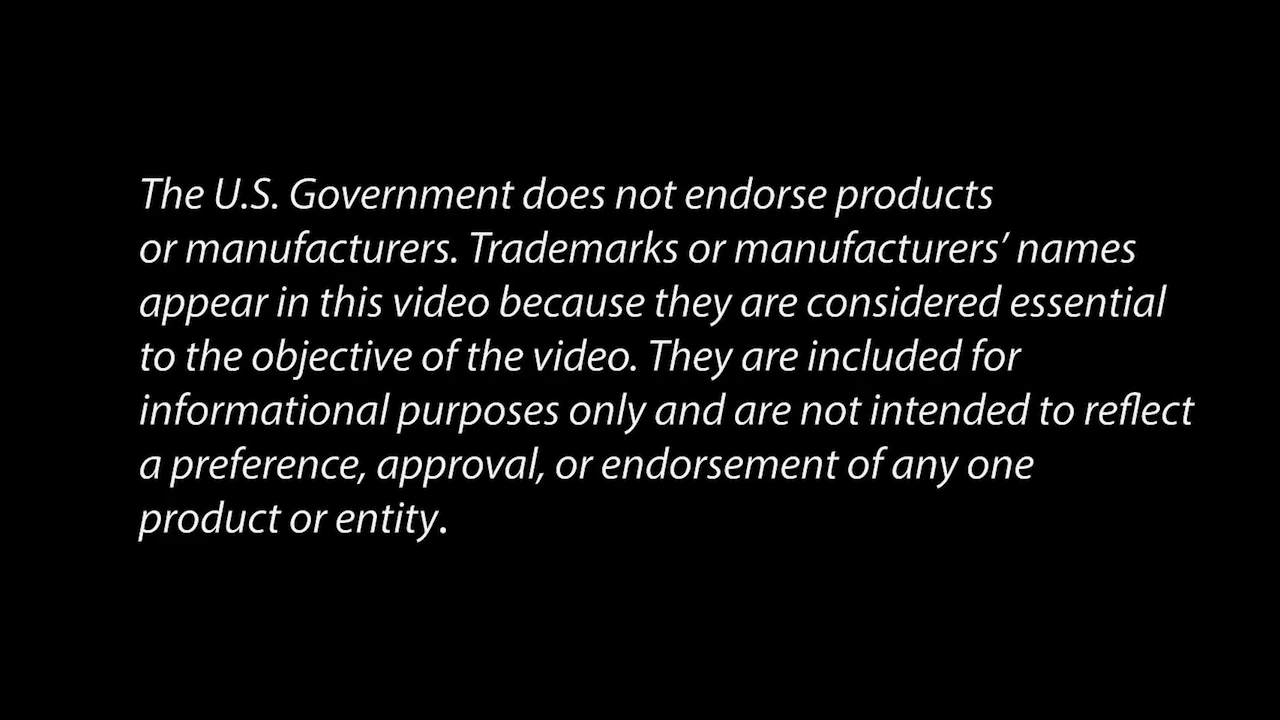 The U.S. Government does not endorse products
or manufacturers. Trademarks or manufacturers’ names
appear in this video because they are considered essential
to the objective of the video. They are included for
informational purposes only and are not intended to reflect
a preference, approval, or endorsement of any one
product or entity.